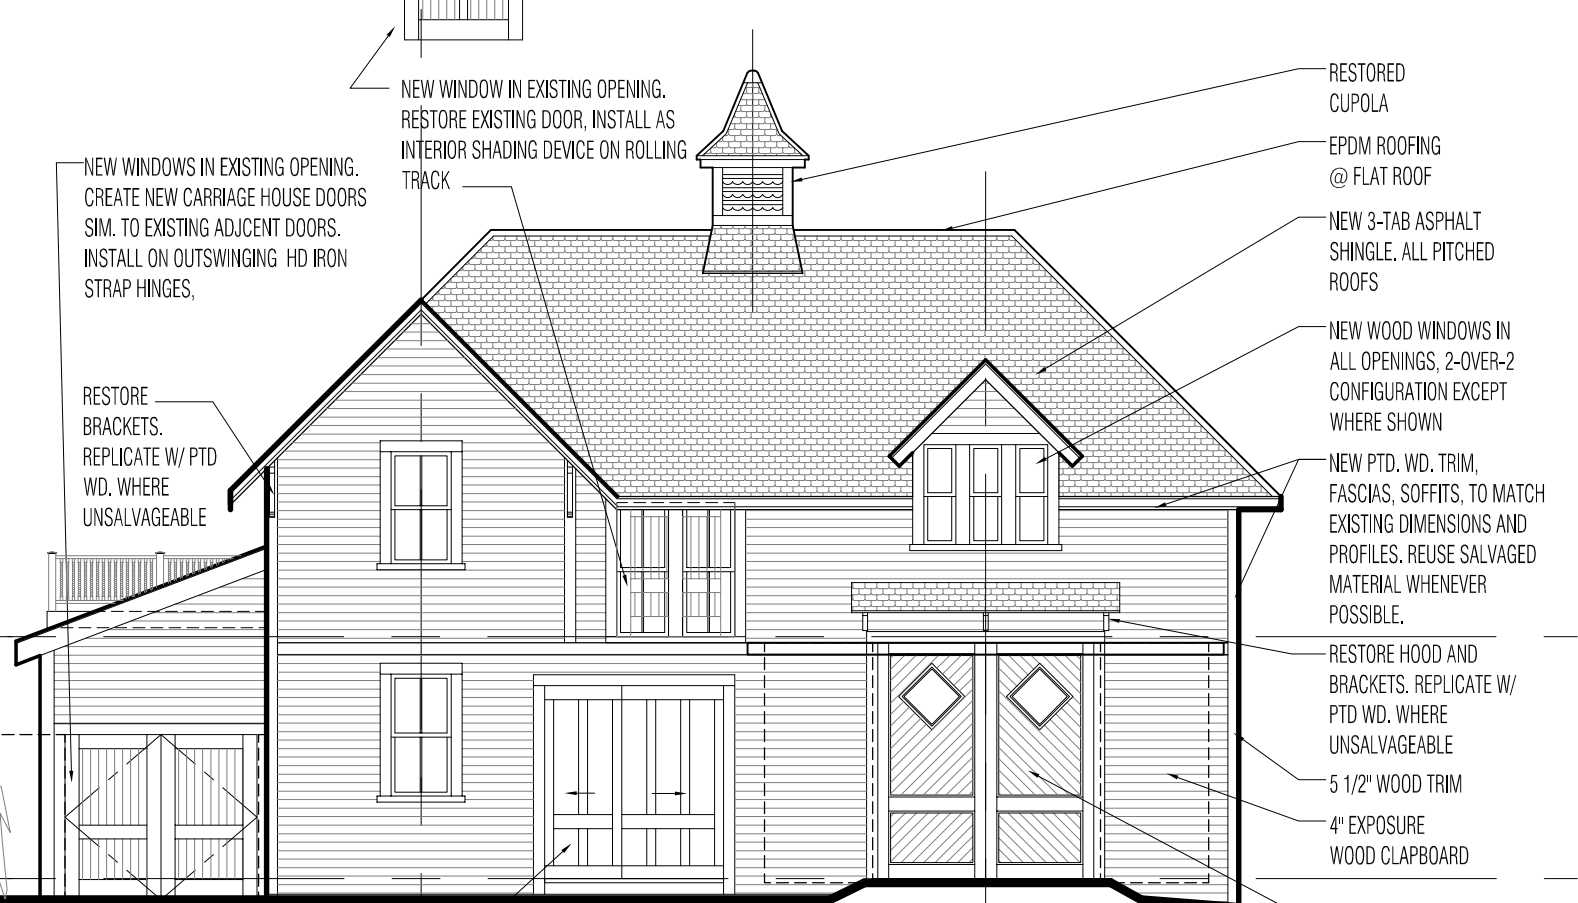 NEW WINDOW IN EXISTING OPENING.
RESTORE EXISTING DOOR, INSTALL AS
INTERIOR SHADING DEVICE ON ROLLING
TRACK
NEW WINDOWS IN EXISTING OPENING.
CREATE NEW CARRIAGE HOUSE DOORS
SIM. TO EXISTING ADJCENT DOORS.
INSTALL ON OUTSWINGING HD IRON
STRAP HINGES,
RESTORE
BRACKETS.
REPLICATE W/ PTD
WD. WHERE
UNSALVAGEABLE
RESTORED
CUPOLA
EPDM ROOFING
@ FLAT ROOF
NEW 3-TAB ASPHALT
SHINGLE. ALL PITCHED
ROOFS
NEW WOOD WINDOWS IN
ALL OPENINGS, 2-OVER-2
CONFIGURATION EXCEPT
WHERE SHOWN
NEW PTD. WD. TRIM,
FASCIAS, SOFFITS, TO MATCH
EXISTING DIMENSIONS AND
PROFILES. REUSE SALVAGED
MATERIAL WHENEVER
POSSIBLE.
RESTORE HOOD AND
BRACKETS. REPLICATE W/
PTD WD. WHERE
UNSALVAGEABLE
5 1/2" WOOD TRIM
4" EXPOSURE
WOOD CLAPBOARD